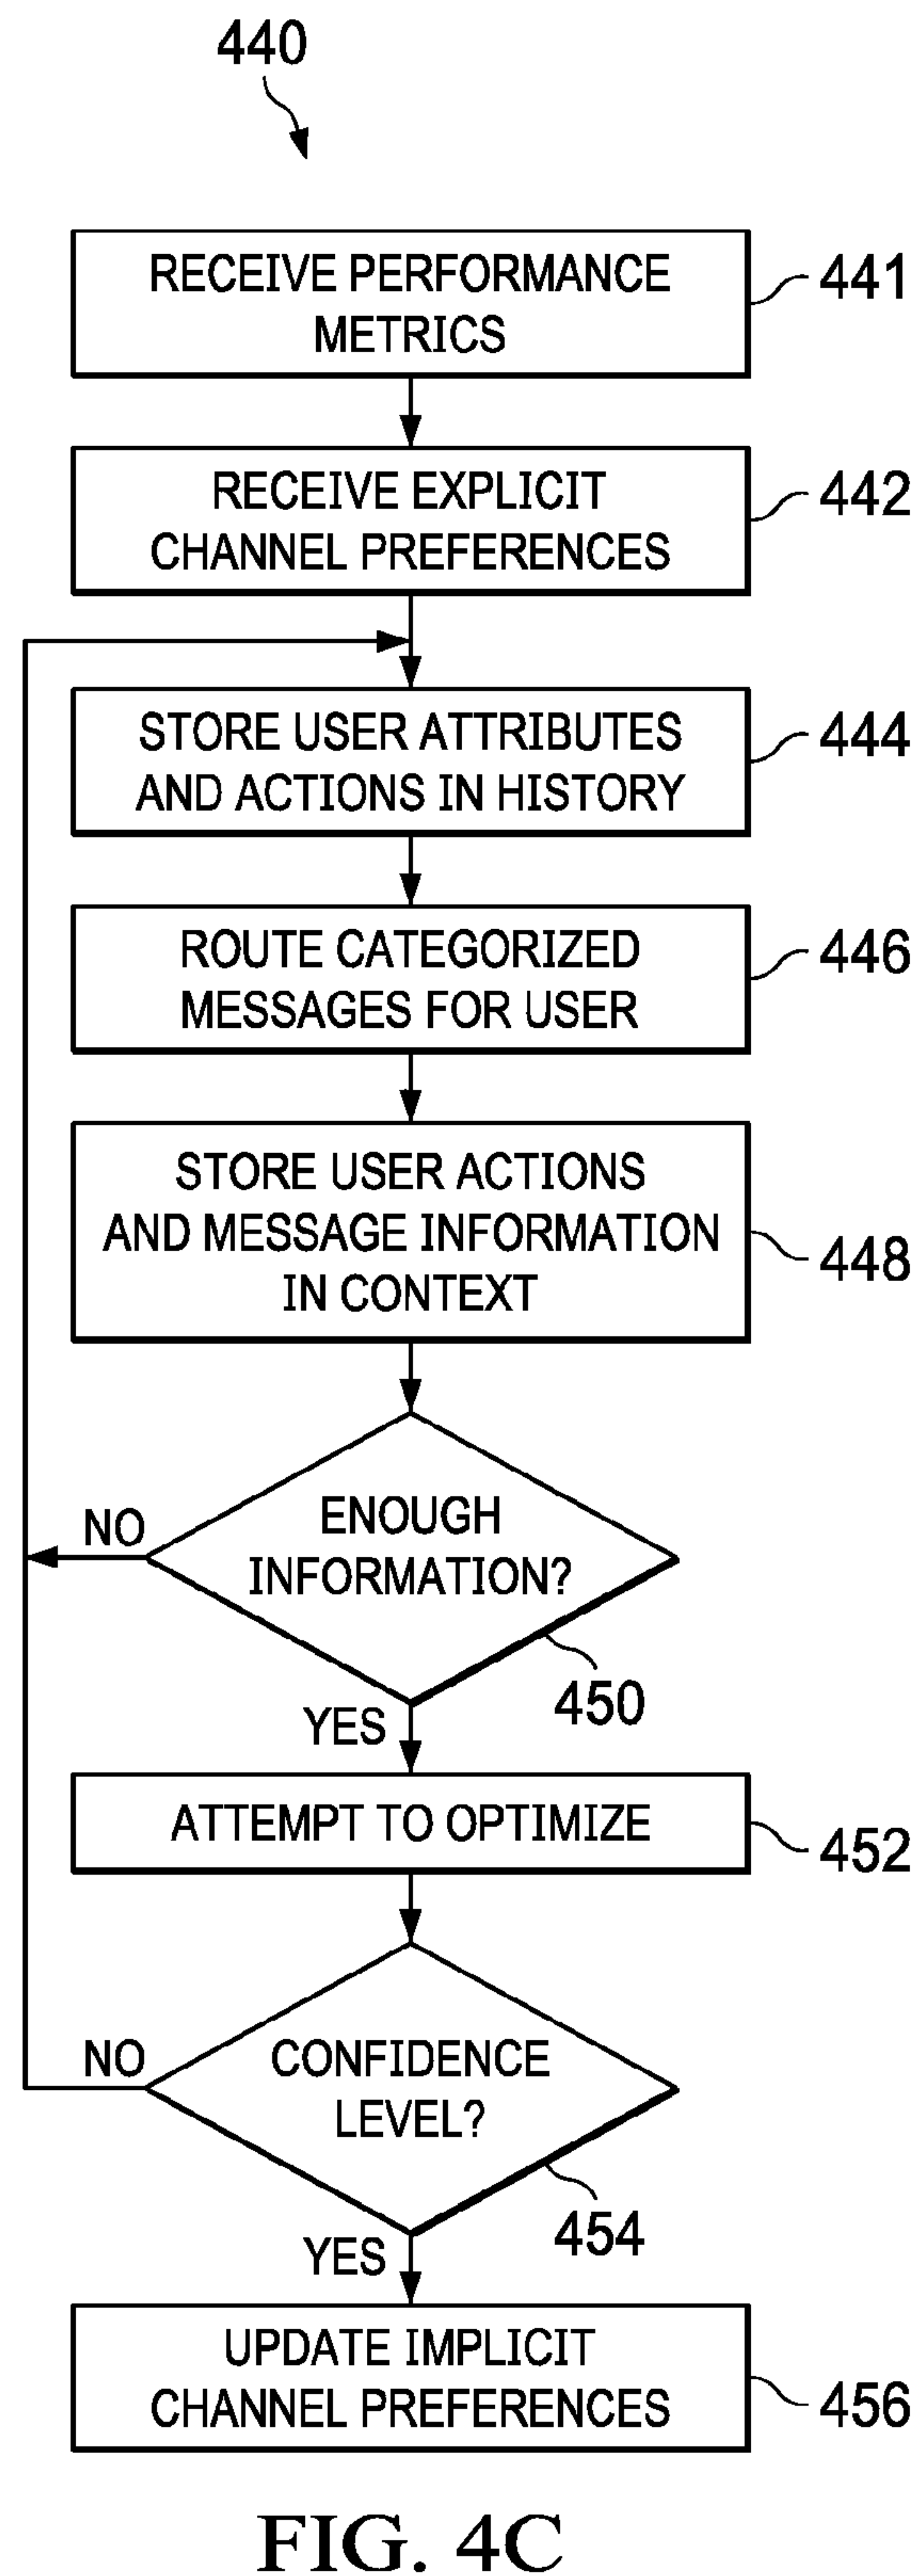 440
RECEIVE PERFORMANCE
METRICS
441
RECEIVE EXPLICIT
CHANNEL PREFERENCES
442
STORE USER ATTRIBUTES
AND ACTIONS IN HISTORY
444
ROUTE CATEGORIZED
MESSAGES FOR USER
446
STORE USER ACTIONS
AND MESSAGE INFORMATION
IN CONTEXT
448
NO
ENOUGH
INFORMATION?
450
YES
ATTEMPT TO OPTIMIZE
452
NO
CONFIDENCE
LEVEL?
454
YES
UPDATE IMPLICIT
CHANNEL PREFERENCES
456
FIG. 4C